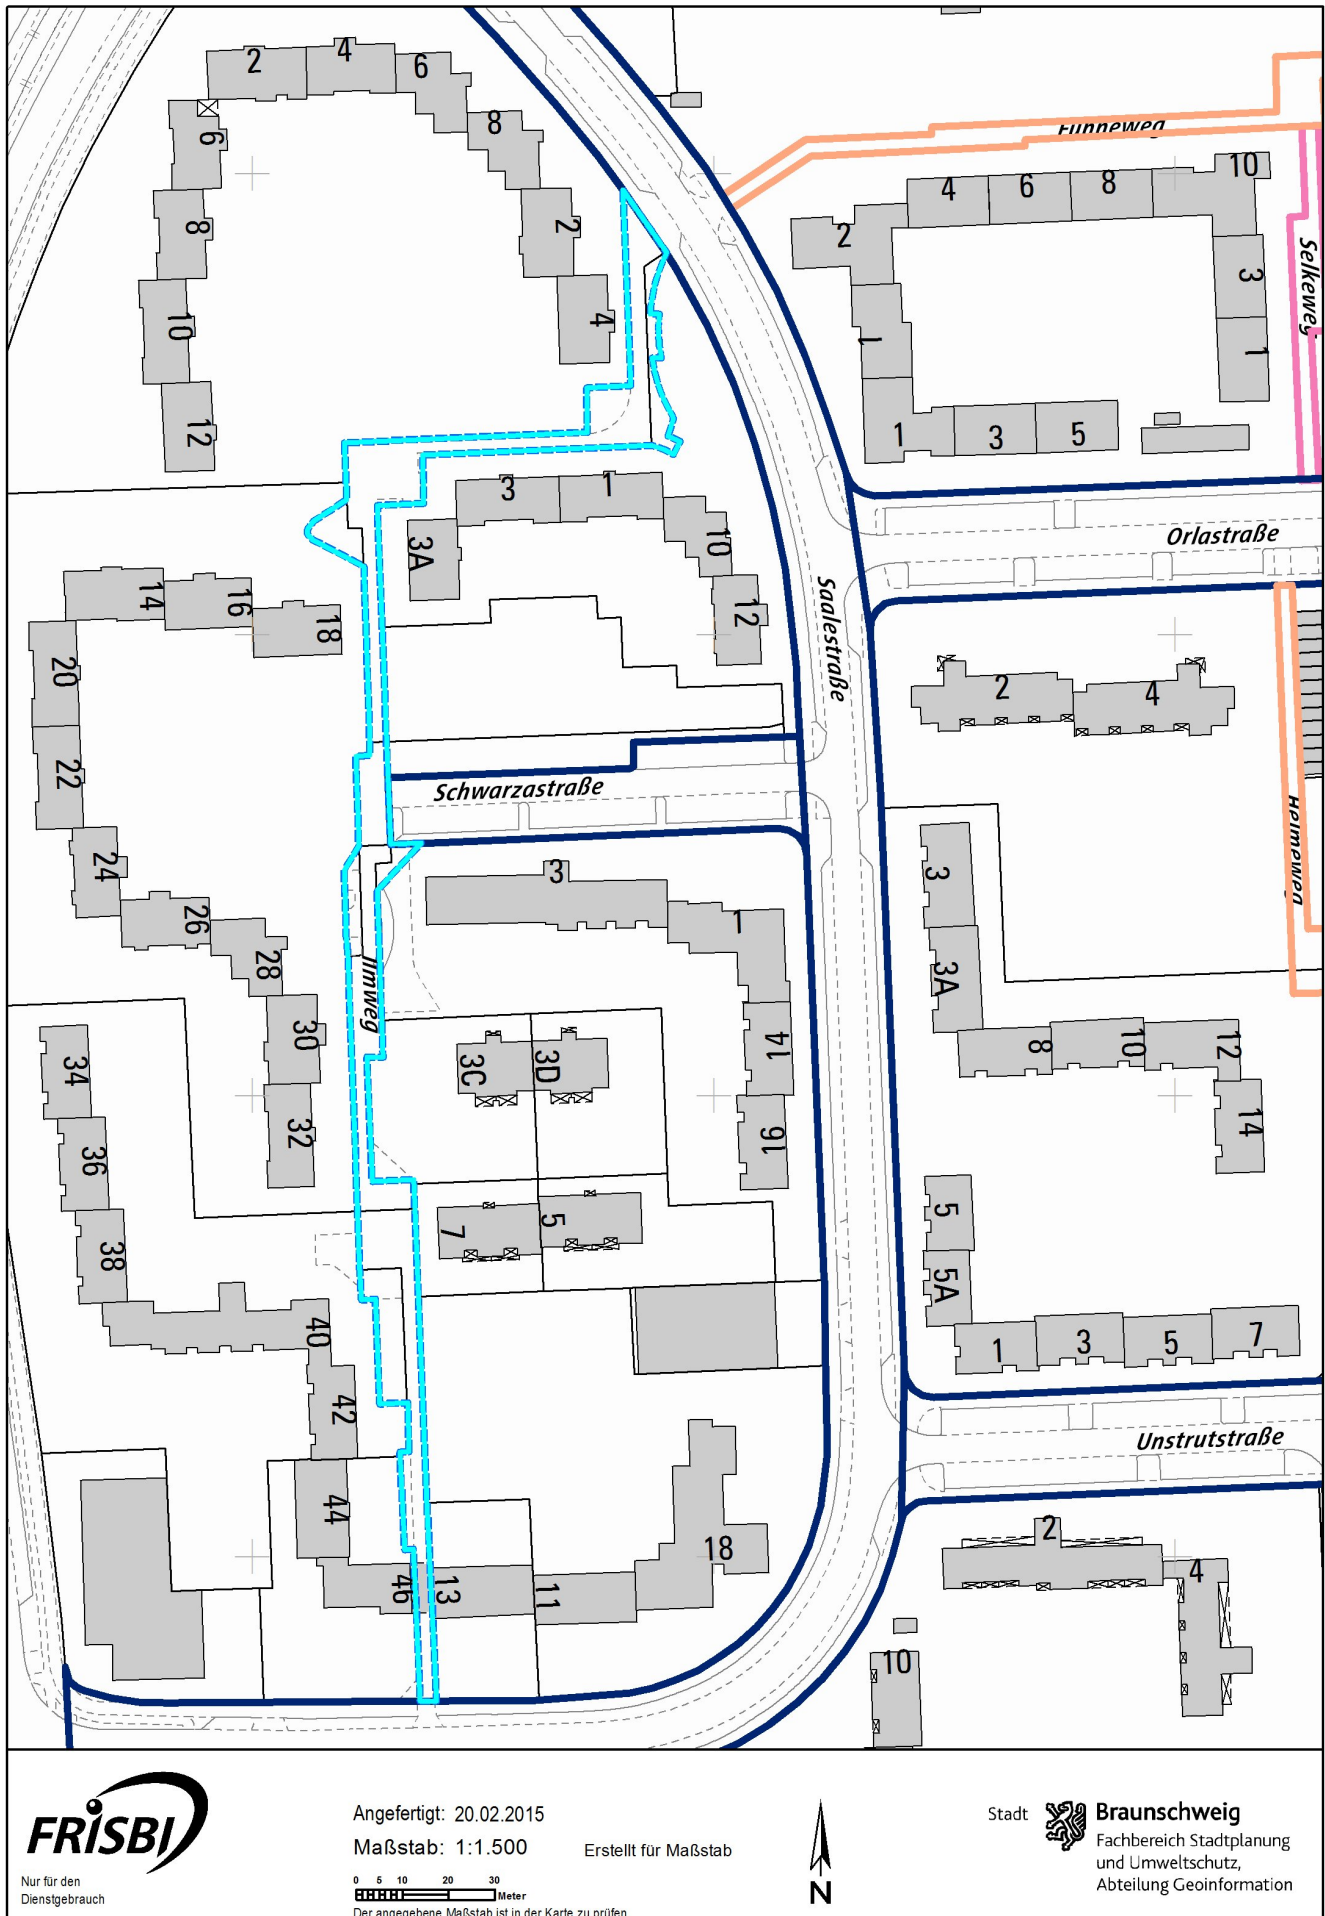 2
4
6
8
6
8
10
12
2
4
Fuhneweg
4
6
8
10
2
1
1
3
5
3
1
Selkeweg
Orlastraße
3
1
3A
10
12
Saalestraße
14
16
18
20
22
24
26
28
30
32
2
4
Helmeweg
Schwarzastraße
3
1
14
16
Ilmweg
3C
3D
7
5
3
3A
8
10
12
14
5
5A
1
3
5
7
34
36
38
40
42
44
46
13
11
18
Unstrutstraße
2
4
10
FRISBI
Nur für den
Dienstgebrauch
Angefertigt: 20.02.2015
Maßstab: 1:1.500
Erstellt für Maßstab
0 5 10 20 30
Meter
Der angegebene Maßstab ist in der Karte zu prüfen
N
Stadt
Braunschweig
Fachbereich Stadtplanung
und Umweltschutz,
Abteilung Geoinformation